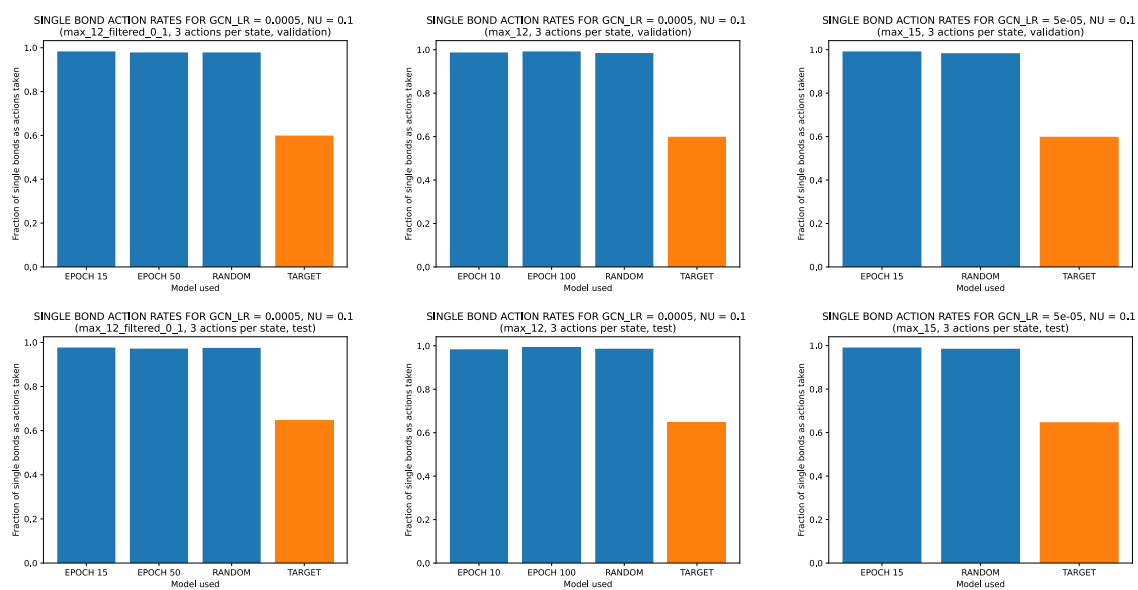 SINGLE BOND ACTION RATES FOR GCN_LR = 0.0005, NU = 0.1
(max_12_filtered_0_1, 3 actions per state, validation)
Fraction of single bonds as actions taken
1.0
0.8
0.6
0.4
0.2
0.0
EPOCH 15 EPOCH 50 RANDOM TARGET
Model used
SINGLE BOND ACTION RATES FOR GCN_LR = 0.0005, NU = 0.1
(max_12, 3 actions per state, validation)
Fraction of single bonds as actions taken
1.0
0.8
0.6
0.4
0.2
0.0
EPOCH 10 EPOCH 100 RANDOM TARGET
Model used
SINGLE BOND ACTION RATES FOR GCN_LR = 5e-05, NU = 0.1
(max_15, 3 actions per state, validation)
Fraction of single bonds as actions taken
1.0
0.8
0.6
0.4
0.2
0.0
EPOCH 15 RANDOM TARGET
Model used
SINGLE BOND ACTION RATES FOR GCN_LR = 0.0005, NU = 0.1
(max_12_filtered_0_1, 3 actions per state, test)
Fraction of single bonds as actions taken
1.0
0.8
0.6
0.4
0.2
0.0
EPOCH 15 EPOCH 50 RANDOM TARGET
Model used
SINGLE BOND ACTION RATES FOR GCN_LR = 0.0005, NU = 0.1
(max_12, 3 actions per state, test)
Fraction of single bonds as actions taken
1.0
0.8
0.6
0.4
0.2
0.0
EPOCH 10 EPOCH 100 RANDOM TARGET
Model used
SINGLE BOND ACTION RATES FOR GCN_LR = 5e-05, NU = 0.1
(max_15, 3 actions per state, test)
Fraction of single bonds as actions taken
1.0
0.8
0.6
0.4
0.2
0.0
EPOCH 15 RANDOM TARGET
Model used